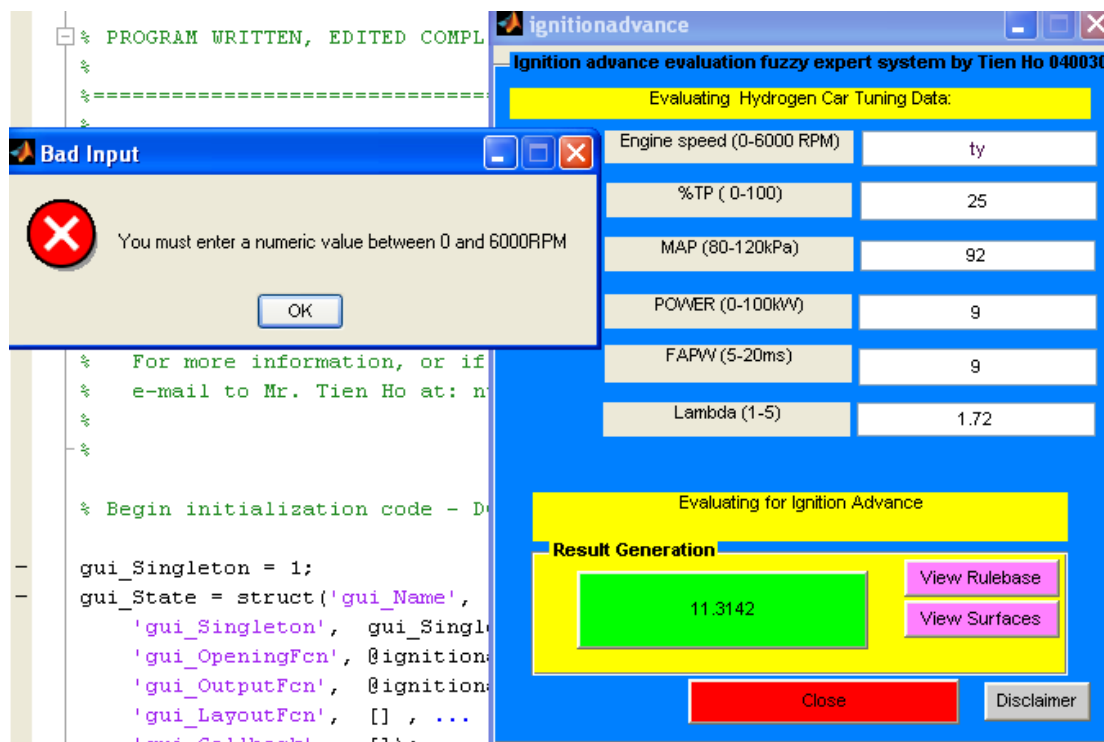 % PROGRAM WRITTEN, EDITED COMPL
%
%================================
%
Bad Input
You must enter a numeric value between 0 and 6000RPM
OK
% For more information, or if
% e-mail to Mr. Tien Ho at: n
%
%
% Begin initialization code - D
gui_Singleton = 1;
gui_State = struct('gui_Name',
'gui_Singleton', gui_Singl
'gui_OpeningFcn', @ignition
'gui_OutputFcn', @ignition
'gui_LayoutFcn', [] , ...
ignitionadvance
Ignition advance evaluation fuzzy expert system by Tien Ho 040030
Evaluating Hydrogen Car Tuning Data:
Engine speed (0-6000 RPM) ty
%TP ( 0-100) 25
MAP (80-120kPa) 92
POWER (0-100kW) 9
FAPW (5-20ms) 9
Lambda (1-5) 1.72
Evaluating for Ignition Advance
Result Generation
11.3142
View Rulebase
View Surfaces
Close
Disclaimer